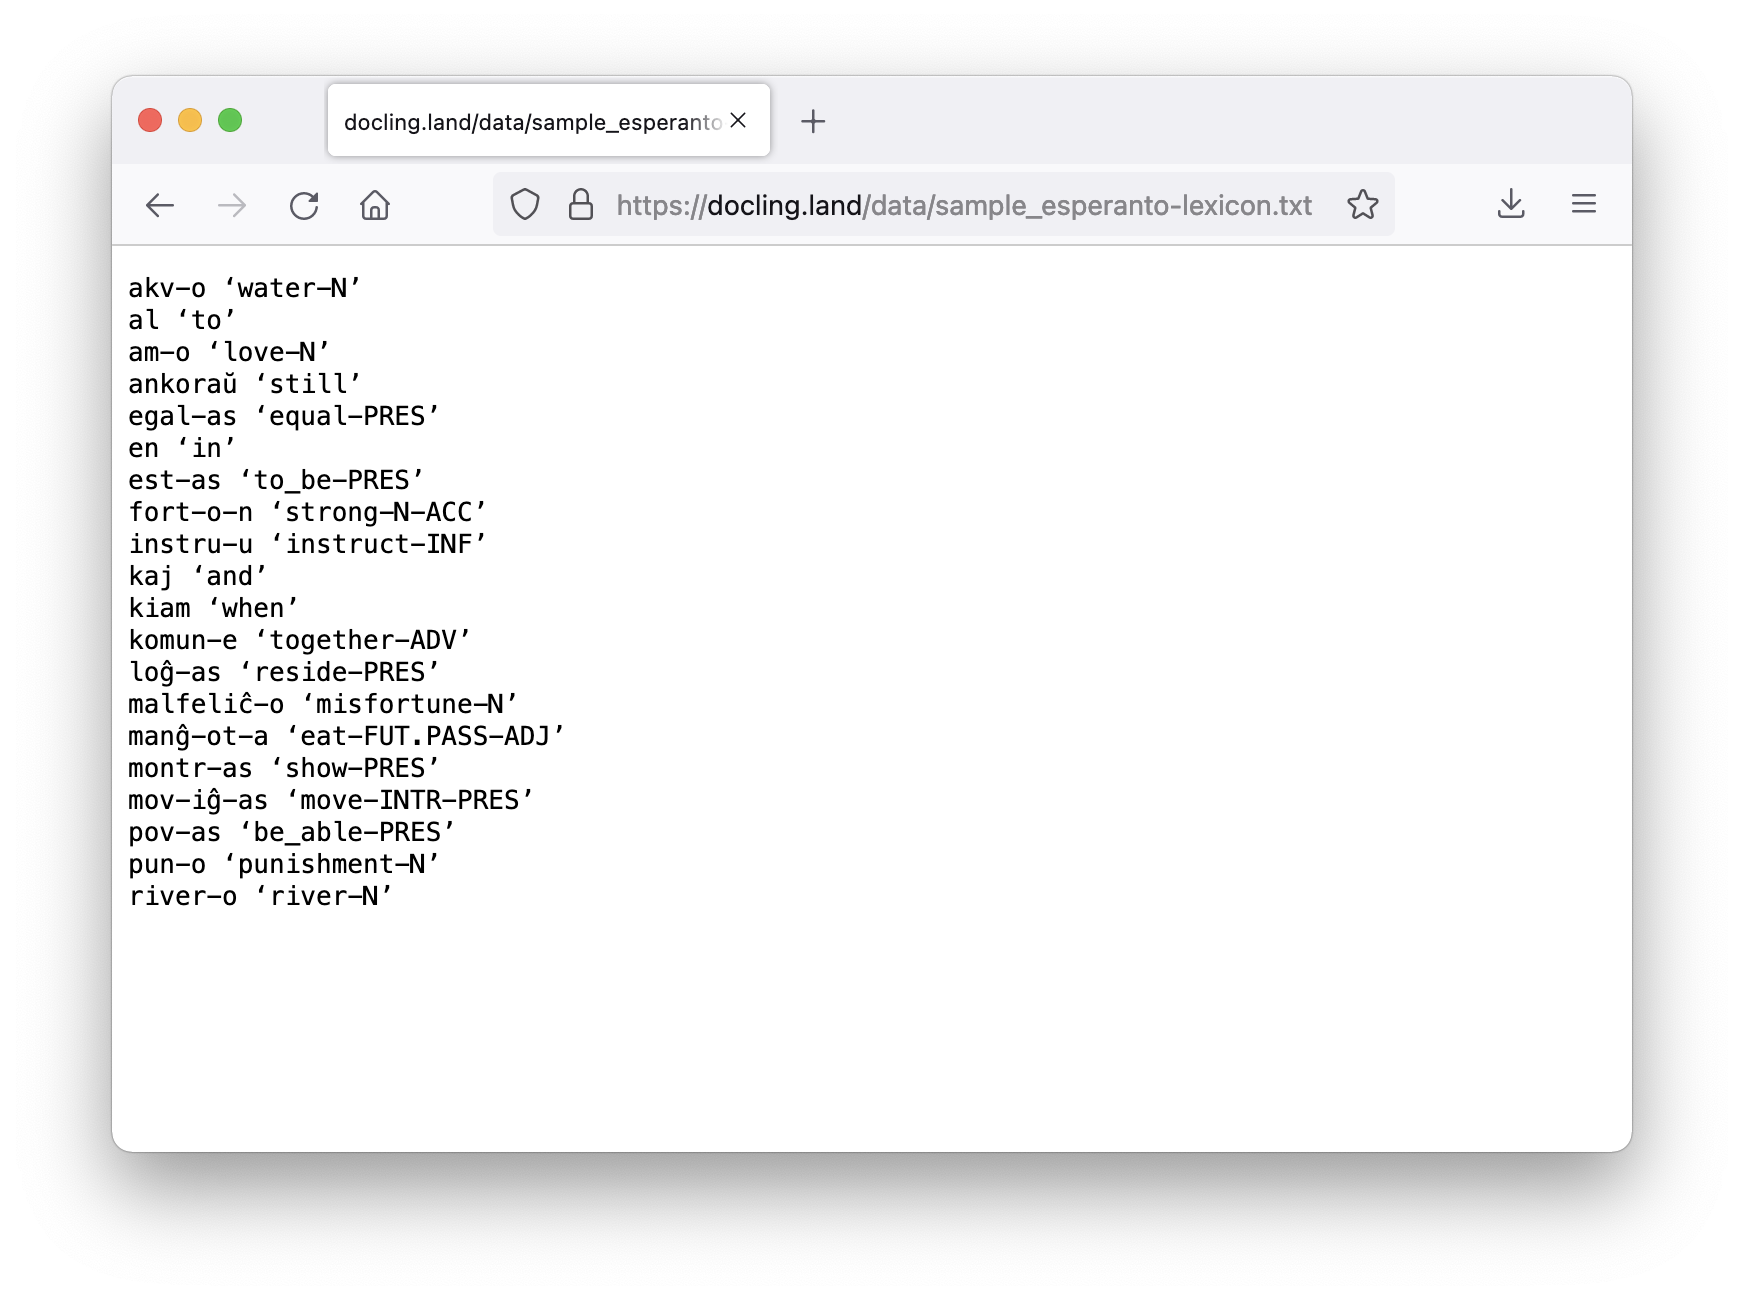 docling.land/data/sample_esperanto
https://docling.land/data/sample_esperanto-lexicon.txt
akv-o ‘water-N’
al ‘to’
am-o ‘love-N’
ankoraŭ ‘still’
egal-as ‘equal-PRES’
en ‘in’
est-as ‘to_be-PRES’
fort-o-n ‘strong-N-ACC’
instru-u ‘instruct-INF’
kaj ‘and’
kiam ‘when’
komun-e ‘together-ADV’
loĝ-as ‘reside-PRES’
malfeliĉ-o ‘misfortune-N’
manĝ-ot-a ‘eat-FUT.PASS-ADJ’
montr-as ‘show-PRES’
mov-iĝ-as ‘move-INTR-PRES’
pov-as ‘be_able-PRES’
pun-o ‘punishment-N’
river-o ‘river-N’